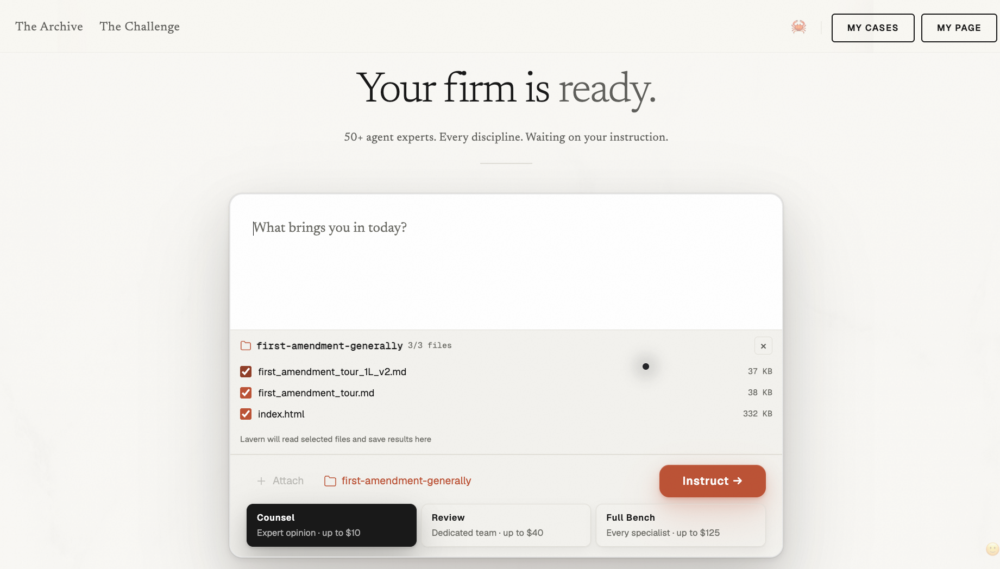 The Archive The Challenge MY CASES MY PAGE
Your firm is ready.
50+ agent experts. Every discipline. Waiting on your instruction.
What brings you in today?
first-amendment-generally 3/3 files ×
first_amendment_tour_1L_v2.md 37 KB
first_amendment_tour.md 38 KB
index.html 332 KB
Lavern will read selected files and save results here
+ Attach first-amendment-generally Instruct →
Counsel Review Full Bench
Expert opinion · up to $10 Dedicated team · up to $40 Every specialist · up to $125